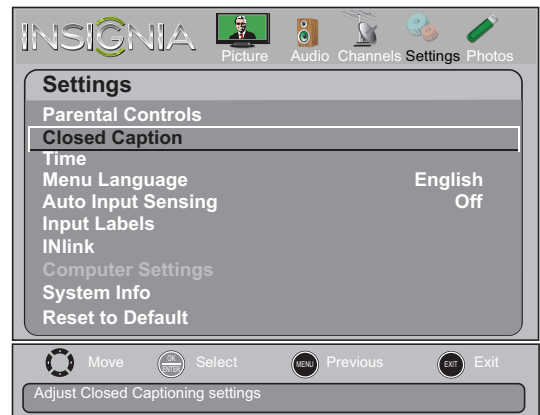 INSIGNIA
Picture Audio Channels Settings Photos
Settings
Parental Controls
Closed Caption
Time
Menu Language English
Auto Input Sensing Off
Input Labels
INlink
Computer Settings
System Info
Reset to Default
Move OK ENTER Select MENU Previous EXIT Exit
Adjust Closed Captioning settings